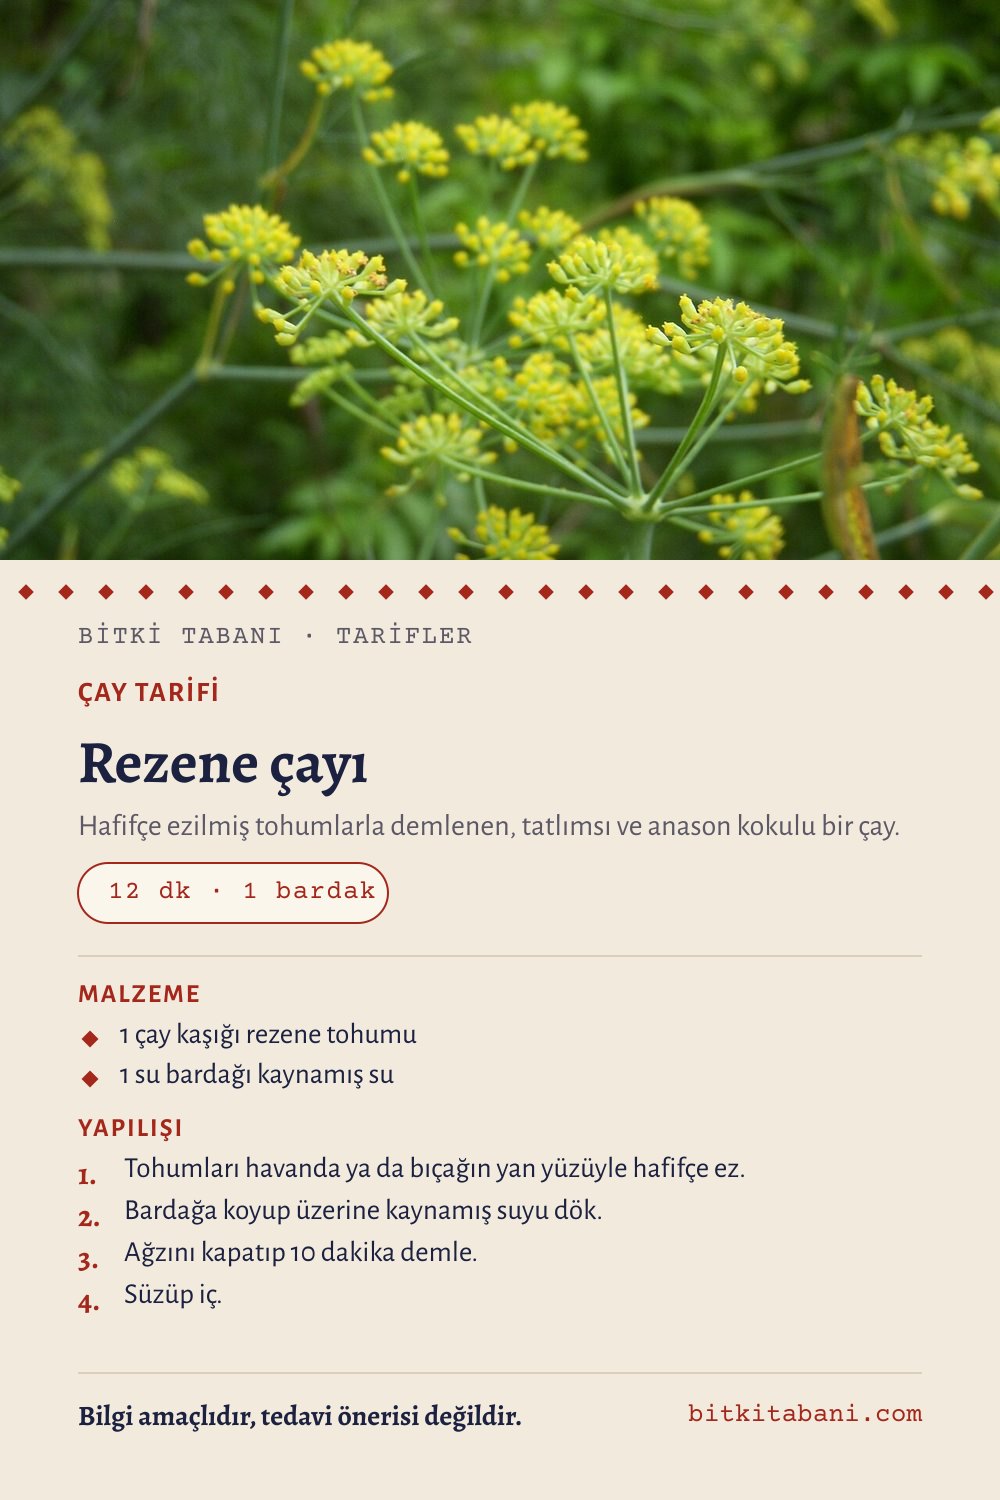 BİTKİ TABANI · TARİFLER
ÇAY TARİFİ
Rezene çayı
Hafifçe ezilmiş tohumlarla demlenen, tatlımsı ve anason kokulu bir çay.
12 dk · 1 bardak
MALZEME
1 çay kaşığı rezene tohumu
1 su bardağı kaynamış su
YAPILIŞI
1. Tohumları havanda ya da bıçağın yan yüzüyle hafifçe ez.
2. Bardağa koyup üzerine kaynamış suyu dök.
3. Ağzını kapatıp 10 dakika demle.
4. Süzüp iç.
Bilgi amaçlıdır, tedavi önerisi değildir. bitkitabani.com